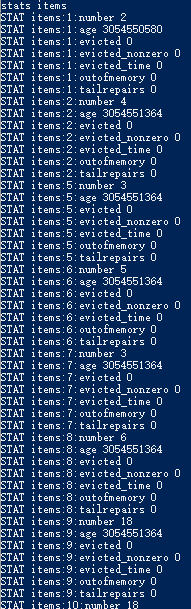 stats items
STAT items:1:number 2
STAT items:1:age 3054550580
STAT items:1:evicted 0
STAT items:1:evicted_nonzero 0
STAT items:1:evicted_time 0
STAT items:1:outofmemory 0
STAT items:1:tailrepairs 0
STAT items:2:number 4
STAT items:2:age 3054551364
STAT items:2:evicted 0
STAT items:2:evicted_nonzero 0
STAT items:2:evicted_time 0
STAT items:2:outofmemory 0
STAT items:2:tailrepairs 0
STAT items:5:number 3
STAT items:5:age 3054551364
STAT items:5:evicted 0
STAT items:5:evicted_nonzero 0
STAT items:5:evicted_time 0
STAT items:5:outofmemory 0
STAT items:5:tailrepairs 0
STAT items:6:number 5
STAT items:6:age 3054551364
STAT items:6:evicted 0
STAT items:6:evicted_nonzero 0
STAT items:6:evicted_time 0
STAT items:6:outofmemory 0
STAT items:6:tailrepairs 0
STAT items:7:number 3
STAT items:7:age 3054551364
STAT items:7:evicted 0
STAT items:7:evicted_nonzero 0
STAT items:7:evicted_time 0
STAT items:7:outofmemory 0
STAT items:7:tailrepairs 0
STAT items:8:number 6
STAT items:8:age 3054551364
STAT items:8:evicted 0
STAT items:8:evicted_nonzero 0
STAT items:8:evicted_time 0
STAT items:8:outofmemory 0
STAT items:8:tailrepairs 0
STAT items:9:number 18
STAT items:9:age 3054551364
STAT items:9:evicted 0
STAT items:9:evicted_nonzero 0
STAT items:9:evicted_time 0
STAT items:9:outofmemory 0
STAT items:9:tailrepairs 0
STAT items:10:number 18